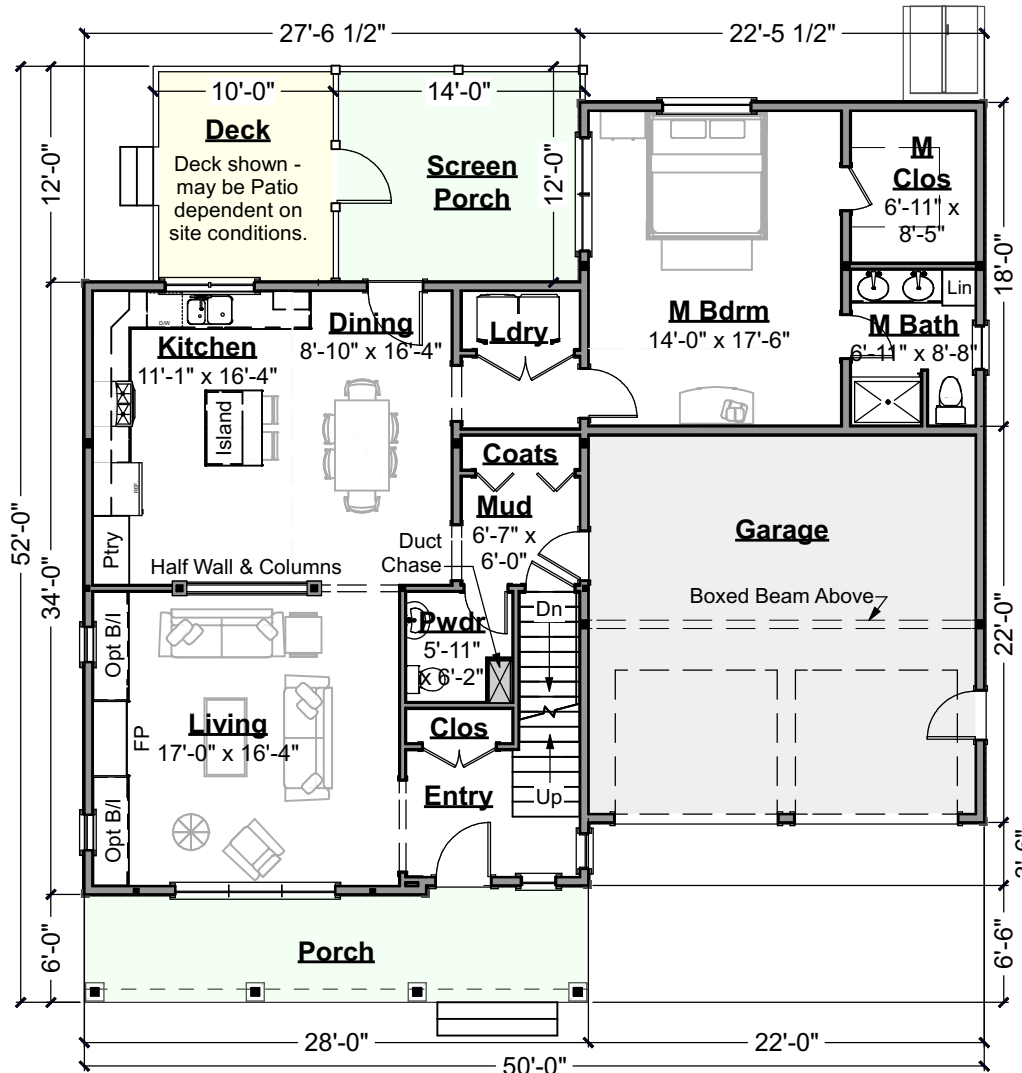 27'-6 1/2"
22'-5 1/2"
10'-0"
14'-0"
Deck
Deck shown -
may be Patio
dependent on
site conditions.
Screen
Porch
12'-0"
12'-0"
M
Clos
6'-11" x
8'-5"
18'-0"
Lin
M Bdrm
14'-0" x 17'-6"
M Bath
6'-11" x 8'-8"
D/W
Kitchen
11'-1" x 16'-4"
Dining
8'-10" x 16'-4"
Ldry
Island
REF.
Ptry
Coats
Mud
6'-7" x
6'-0"
Duct
Chase
Garage
Boxed Beam Above
52'-0"
34'-0"
22'-0"
Half Wall & Columns
Opt B/I
Pwdr
5'-11"
x 6'-2"
Dn
FP
Living
17'-0" x 16'-4"
Clos
Entry
Up
Opt B/I
6'-0"
Porch
6'-6"
28'-0"
22'-0"
50'-0"